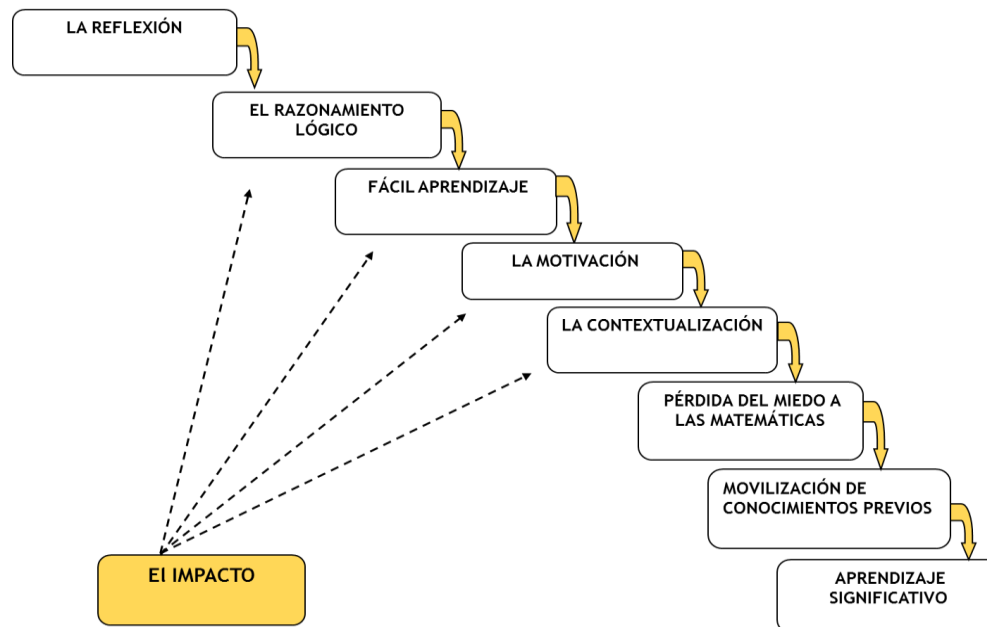 LA REFLEXIÓN
EL RAZONAMIENTO
LÓGICO
FÁCIL APRENDIZAJE
LA MOTIVACIÓN
LA CONTEXTUALIZACIÓN
PÉRDIDA DEL MIEDO A
LAS MATEMÁTICAS
MOVILIZACIÓN DE
CONOCIMIENTOS PREVIOS
El IMPACTO
APRENDIZAJE
SIGNIFICATIVO